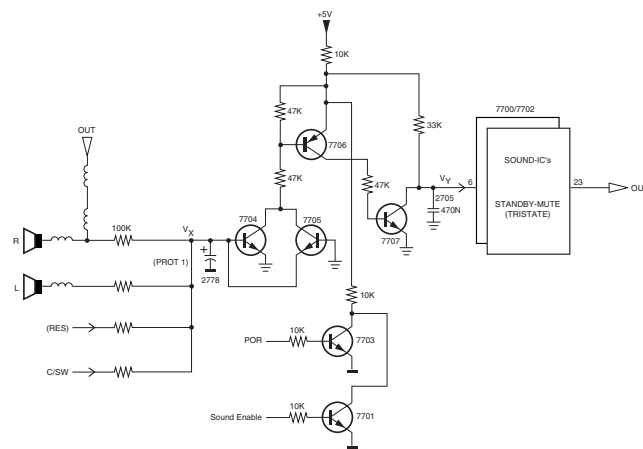 +5V
10K
OUT
47K
33K
7700/7702
7706
SOUND-IC's
47K
47K
VY
6
23
OU
2705
STANDBY-MUTE
(TRISTATE)
470N
7704
7705
7707
100K
VX
R
(PROT 1)
+
2778
L
10K
(RES)
POR
10K
7703
C/SW
Sound Enable
10K
7701